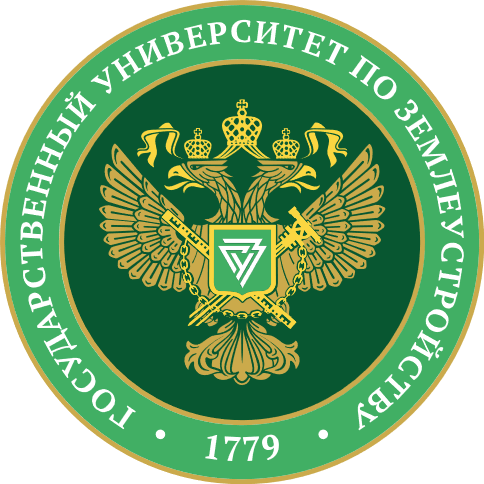 ГОСУДАРСТВЕННЫЙ УНИВЕРСИТЕТ ПО ЗЕМЛЕУСТРОЙСТВУ
• 1779 •